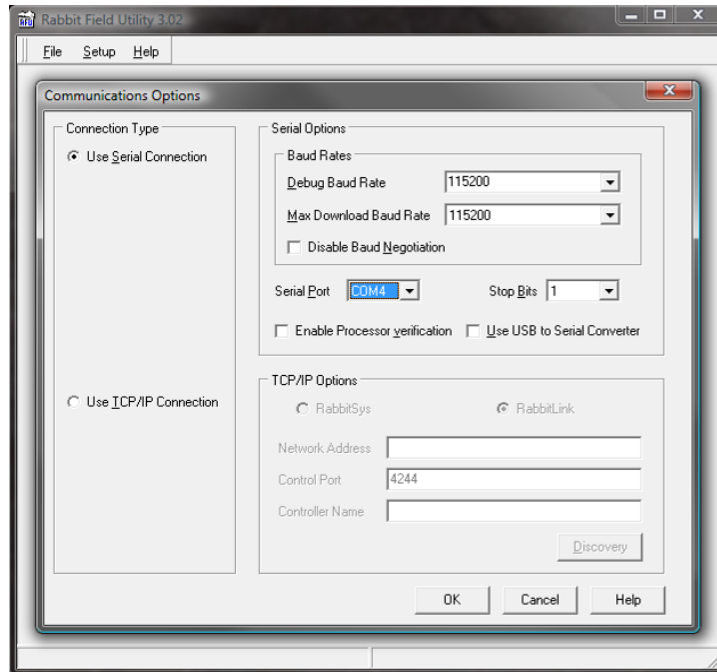 RFU
Rabbit Field Utility 3.02
File Setup Help
Communications Options
Connection Type
Use Serial Connection
Use TCP/IP Connection
Serial Options
Baud Rates
Debug Baud Rate 115200
Max Download Baud Rate 115200
Disable Baud Negotiation
Serial Port COM4 Stop Bits 1
Enable Processor verification Use USB to Serial Converter
TCP/IP Options
RabbitSys RabbitLink
Network Address
Control Port 4244
Controller Name
Discovery
OK Cancel Help